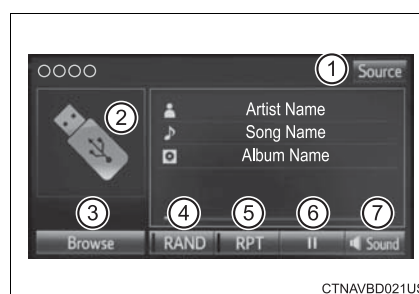 ○○○○ 1 Source
2
Artist Name
Song Name
Album Name
3 4 5 6 7
Browse RAND RPT II Sound
CTNAVBD021US